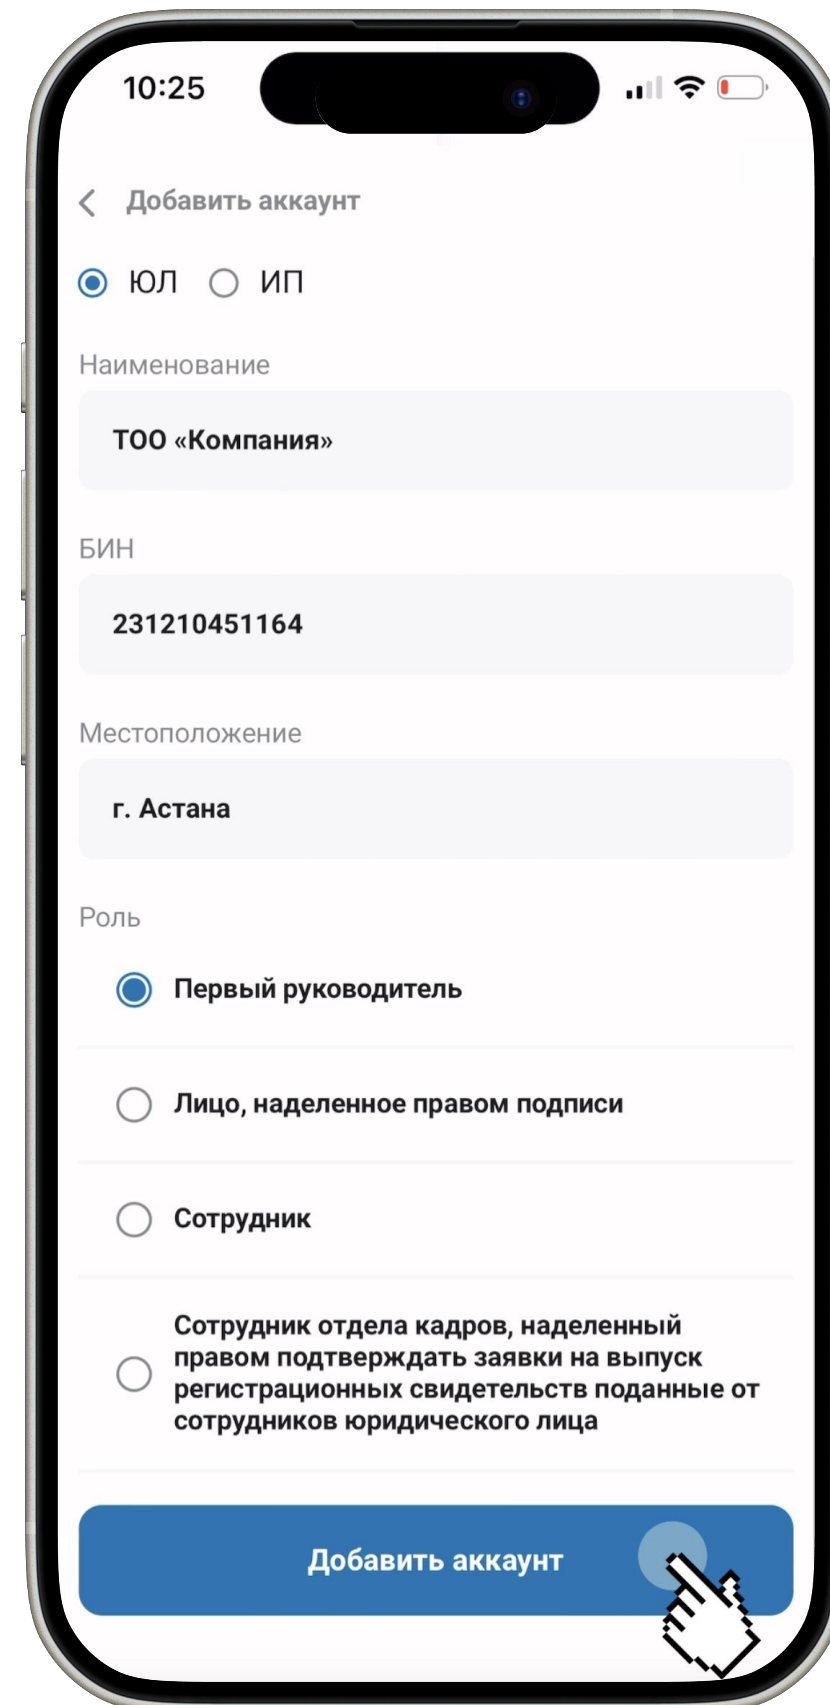 10:25
Добавить аккаунт
ЮЛ ИП
Наименование
ТОО «Компания»
БИН
231210451164
Местоположение
г. Астана
Роль
Первый руководитель
Лицо, наделенное правом подписи
Сотрудник
Сотрудник отдела кадров, наделенный
правом подтверждать заявки на выпуск
регистрационных свидетельств поданные от
сотрудников юридического лица
Добавить аккаунт